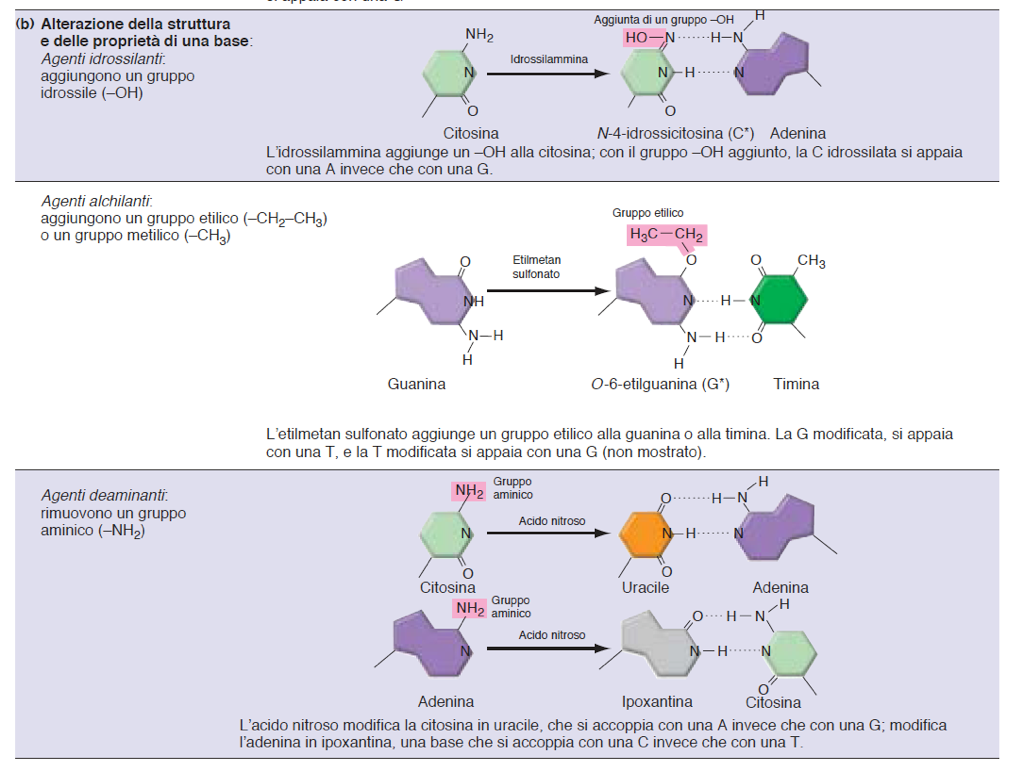 (b) Alterazione della struttura
e delle proprietà di una base:
Agenti idrossilanti:
aggiungono un gruppo
idrossile (–OH)
NH2
N
O
Citosina
Idrossilammina
Aggiunta di un gruppo –OH
H
HO–N H–N
N–H N
O
N-4-idrossicitosina (C*) Adenina
L'idrossilammina aggiunge un –OH alla citosina; con il gruppo –OH aggiunto, la C idrossilata si appaia
con una A invece che con una G.
Agenti alchilanti:
aggiungono un gruppo etilico (–CH2–CH3)
o un gruppo metilico (–CH3)
O
NH
N–H
H
Guanina
Etilmetan
sulfonato
Gruppo etilico
H3C–CH2
O O CH3
N H–N
N–H O
H
O-6-etilguanina (G*) Timina
L'etilmetan sulfonato aggiunge un gruppo etilico alla guanina o alla timina. La G modificata, si appaia
con una T, e la T modificata si appaia con una G (non mostrato).
Agenti deaminanti:
rimuovono un gruppo
aminico (–NH2)
NH2 Gruppo
aminico
N
O
Citosina
Acido nitroso
H
O H–N
N–H N
O
Uracile Adenina
NH2 Gruppo
aminico
N
Adenina
Acido nitroso
H
O H–N
N–H N
O
Ipoxantina Citosina
L'acido nitroso modifica la citosina in uracile, che si accoppia con una A invece che con una G; modifica
l'adenina in ipoxantina, una base che si accoppia con una C invece che con una T.